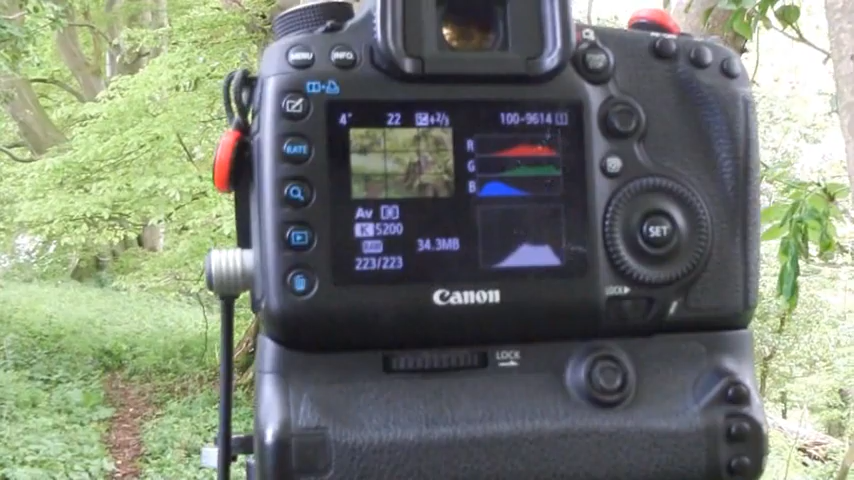 MENU INFO
4" 22 +2/3 100-9614
RATE
R
G
B
Av
K 5200
RAW 34.3MB
223/223
SET
LOCK
Canon
LOCK